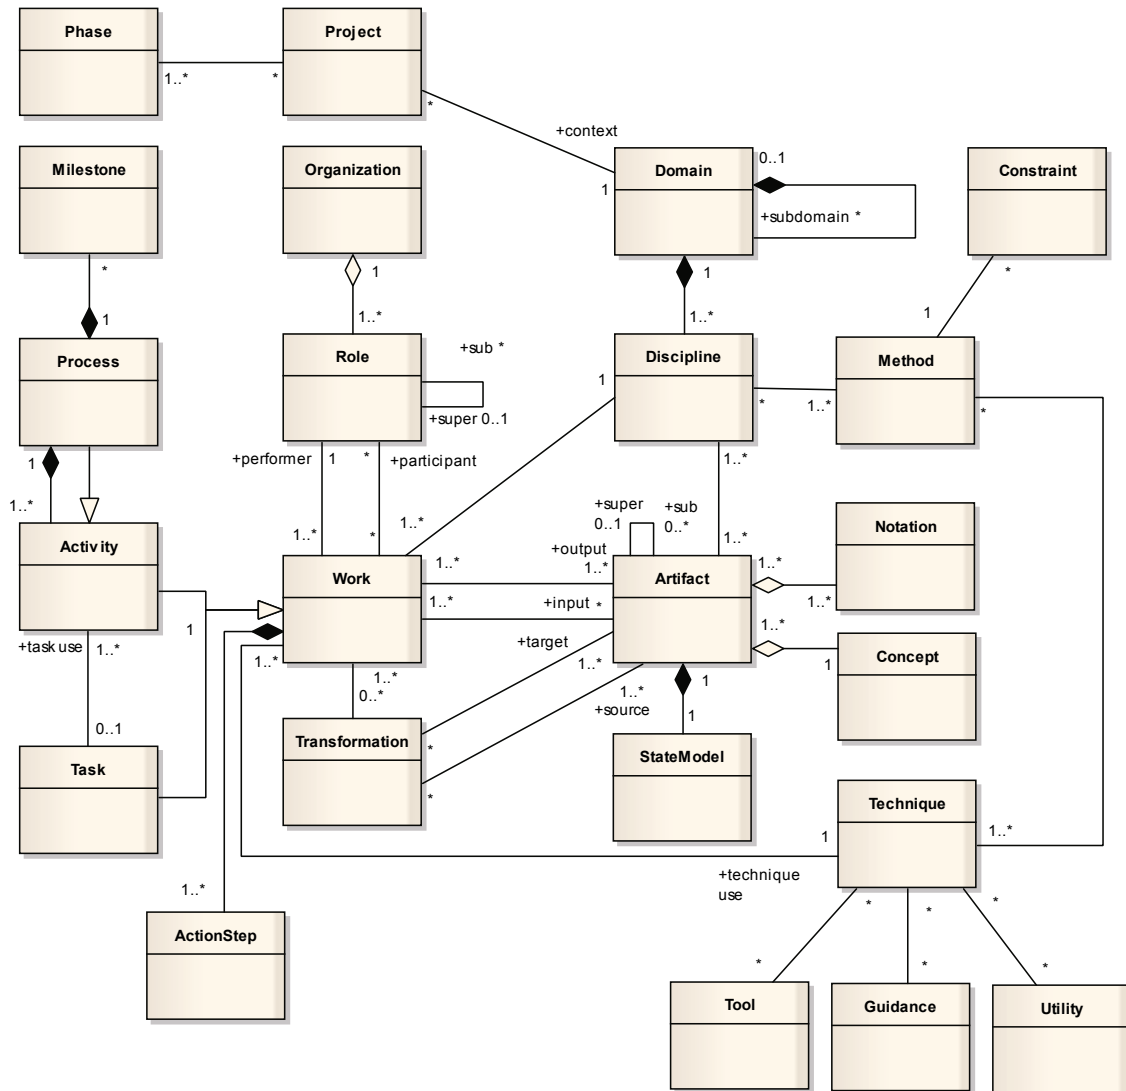 Phase
Project
1..*
*
*
+context
1
Milestone
Organization
Domain
0..1
+subdomain *
Constraint
*
1
*
1
1
1..*
1
1..*
Process
Role
+sub *
+super 0..1
Discipline
1
*
1..*
Method
1
*
1
1..*
+performer
1
*
+participant
1..*
+super
0..1
+sub
0..*
1..*
*
1..*
1..*
Activity
Work
1..*
+output
1..*
Artifact
1..*
1..*
Notation
1..*
+input *
1
+task use
1..*
+target
1..*
1..*
1
Concept
1..*
1..*
0..*
1..*
+source
1
1
0..1
Task
Transformation
*
*
StateModel
Technique
1
1..*
+technique
use
1..*
ActionStep
*
*
*
*
*
*
Tool
Guidance
Utility